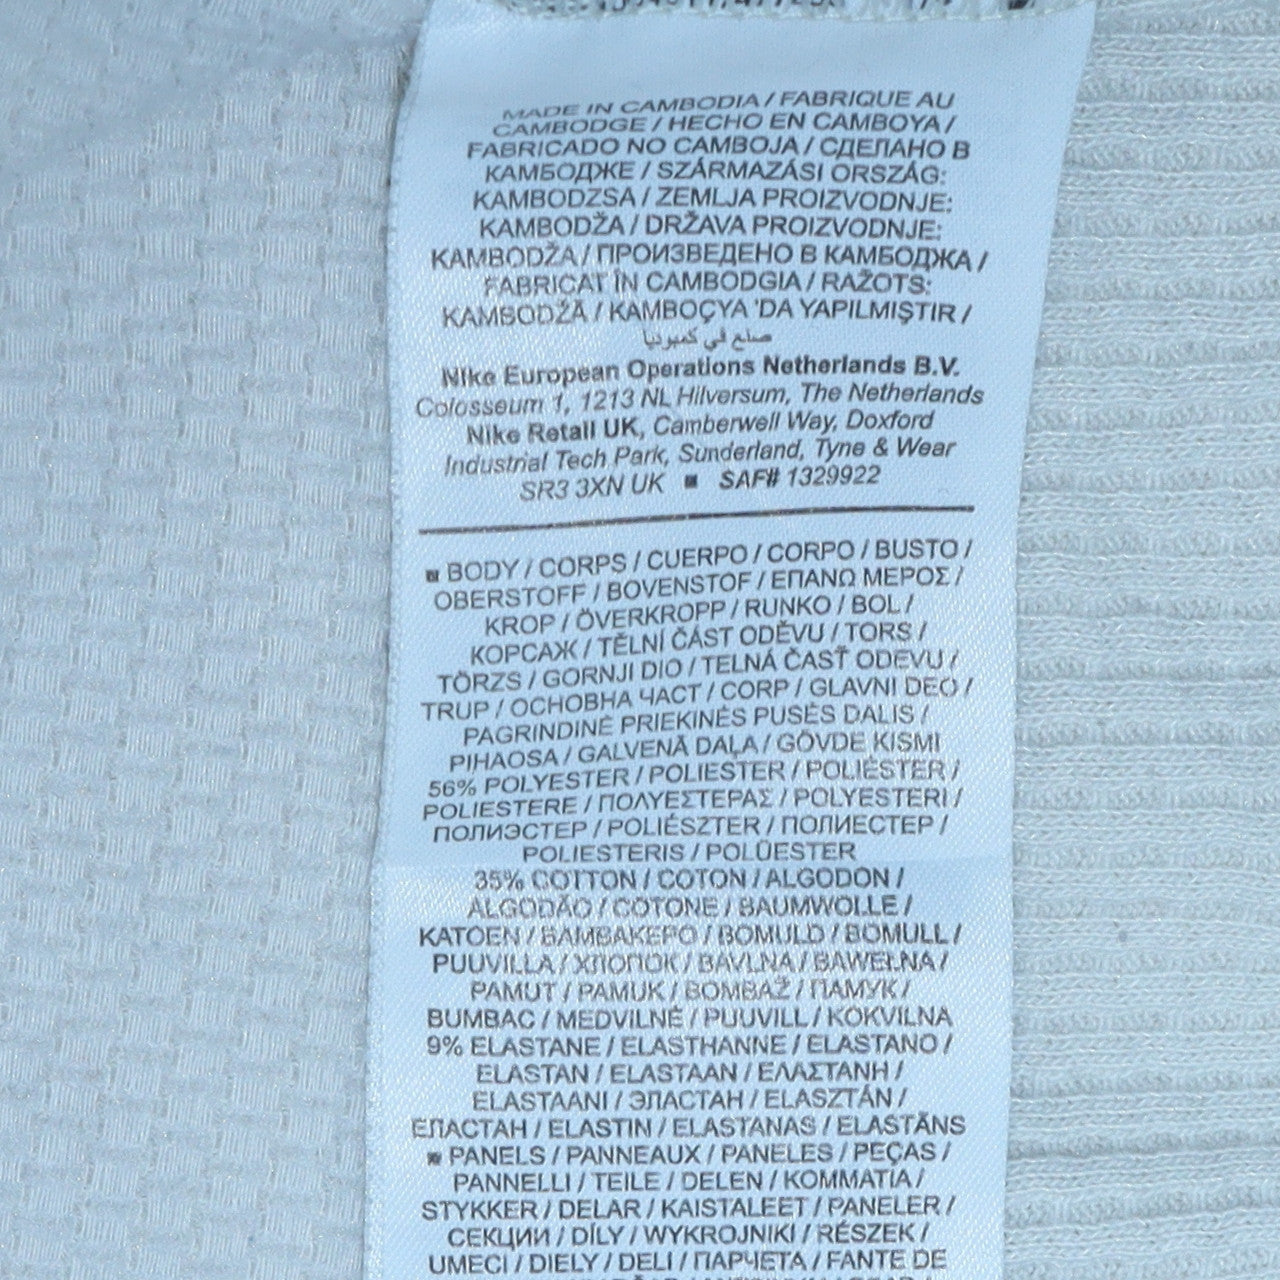 MADE IN CAMBODIA / FABRIQUE AU
CAMBODGE / HECHO EN CAMBOYA /
FABRICADO NO CAMBOJA / СДЕЛАНО В
КАМБОДЖЕ / SZÁRMAZÁSI ORSZÁG:
KAMBODZSA / ZEMLJA PROIZVODNJE:
KAMBODŽA / DRŽAVA PROIZVODNJE:
KAMBODŽA / ПРОИЗВЕДЕНО В КАМБОДЖА /
FABRICAT ÎN CAMBODGIA / RAŽOTS:
KAMBODŽĀ / KAMBOÇYA 'DA YAPILMIŞTIR /
صنع في كمبوديا
Nike European Operations Netherlands B.V.
Colosseum 1, 1213 NL Hilversum, The Netherlands
Nike Retail UK, Camberwell Way, Doxford
Industrial Tech Park, Sunderland, Tyne & Wear
SR3 3XN UK ■ SAF# 1329922
■ BODY / CORPS / CUERPO / CORPO / BUSTO /
OBERSTOFF / BOVENSTOF / ΕΠΑΝΩ ΜΕΡΟΣ /
KROP / ÖVERKROPP / RUNKO / BOL /
КОРСАЖ / TĚLNÍ ČÁST ODĚVU / TORS /
TÖRZS / GORNJI DIO / TELNÁ ČASŤ ODEVU /
TRUP / ОСНОВНА ЧАСТ / CORP / GLAVNI DEO /
PAGRINDINĖ PRIEKINĖS PUSĖS DALIS /
PIHAOSA / GALVENĀ DAĻA / GÖVDE KISMI
56% POLYESTER / POLIESTER / POLIÉSTER /
POLIESTERE / ΠΟΛΥΕΣΤΕΡΑΣ / POLYESTERI /
ПОЛИЭСТЕР / POLIÉSZTER / ПОЛИЕСТЕР /
POLIESTERIS / POLÜESTER
35% COTTON / COTON / ALGODON /
ALGODÃO / COTONE / BAUMWOLLE /
KATOEN / ΒΑΜΒΑΚΕΡΟ / BOMULD / BOMULL /
PUUVILLA / ХЛОПОК / BAVLNA / BAWEŁNA /
PAMUT / PAMUK / BOMBAŽ / ПАМУК /
BUMBAC / MEDVILNĖ / PUUVILL / KOKVILNA
9% ELASTANE / ELASTHANNE / ELASTANO /
ELASTAN / ELASTAAN / ΕΛΑΣΤΑΝΗ /
ELASTAANI / ЭЛАСТАН / ELASZTÁN /
ЕЛАСТАН / ELASTIN / ELASTANAS / ELASTĀNS
■ PANELS / PANNEAUX / PANELES / PEÇAS /
PANNELLI / TEILE / DELEN / ΚΟΜΜΑΤΙΑ /
STYKKER / DELAR / KAISTALEET / PANELER /
СЕКЦИИ / DÍLY / WYKROJNIKI / RÉSZEK /
UMECI / DIELY / DELI / ПАРЧЕТА / FANTE DE